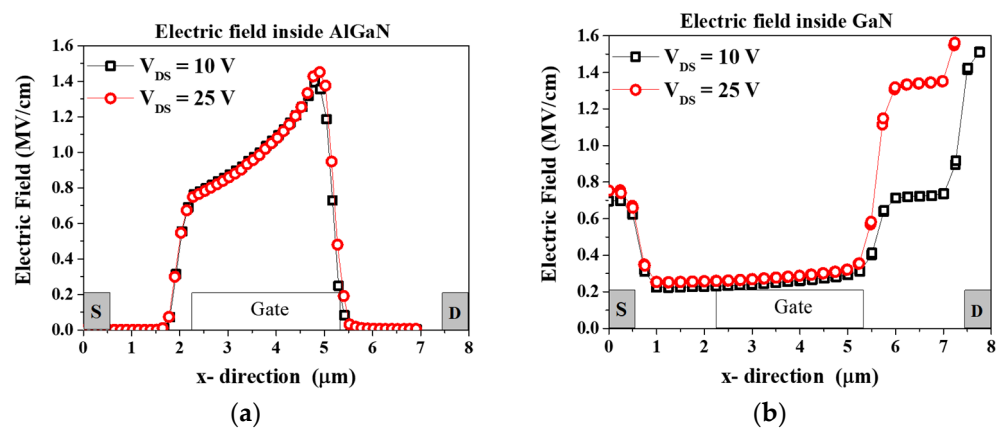 Electric field inside AlGaN
1.6
1.4
1.2
1.0
0.8
0.6
0.4
0.2
0.0
Electric Field (MV/cm)
V_DS = 10 V
V_DS = 25 V
S
Gate
D
0 1 2 3 4 5 6 7 8
x- direction (μm)
(a)
Electric field inside GaN
1.6
1.4
1.2
1.0
0.8
0.6
0.4
0.2
0.0
Electric Field (MV/cm)
V_DS = 10 V
V_DS = 25 V
S
Gate
D
0 1 2 3 4 5 6 7 8
x- direction (μm)
(b)